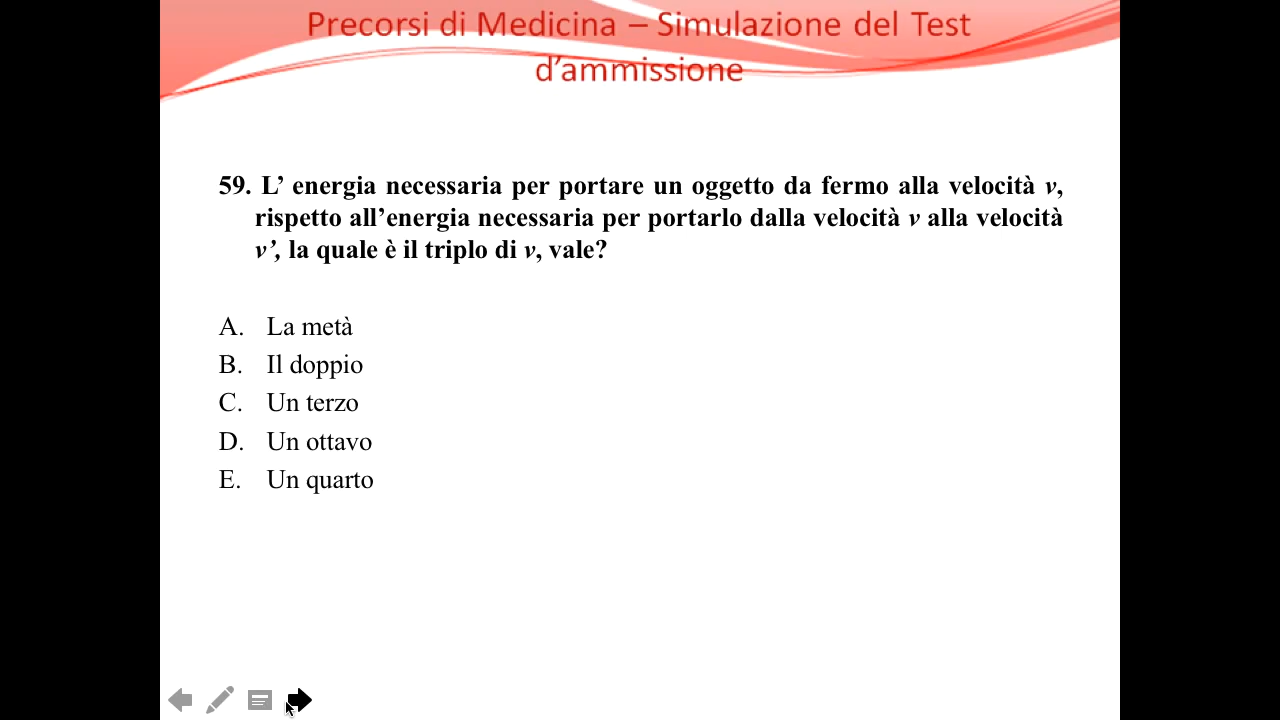 Precorsi di Medicina – Simulazione del Test
d’ammissione
59. L’ energia necessaria per portare un oggetto da fermo alla velocità v,
rispetto all’energia necessaria per portarlo dalla velocità v alla velocità
v’, la quale è il triplo di v, vale?
A. La metà
B. Il doppio
C. Un terzo
D. Un ottavo
E. Un quarto